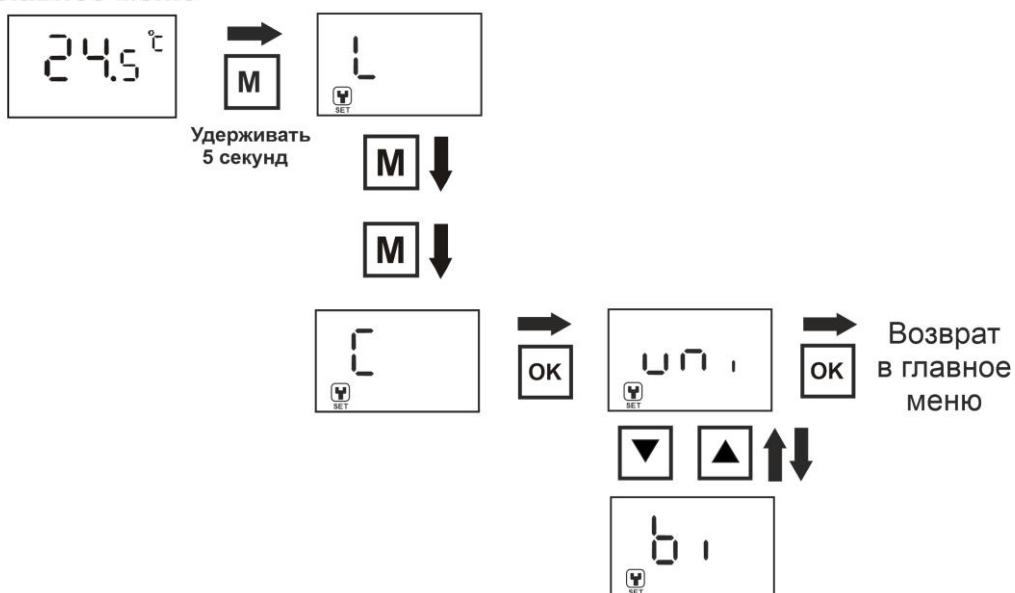 24.5 °C
M
Удерживать
5 секунд
L
SET
M
M
C
SET
OK
uni
SET
OK
Возврат
в главное
меню
bi
SET